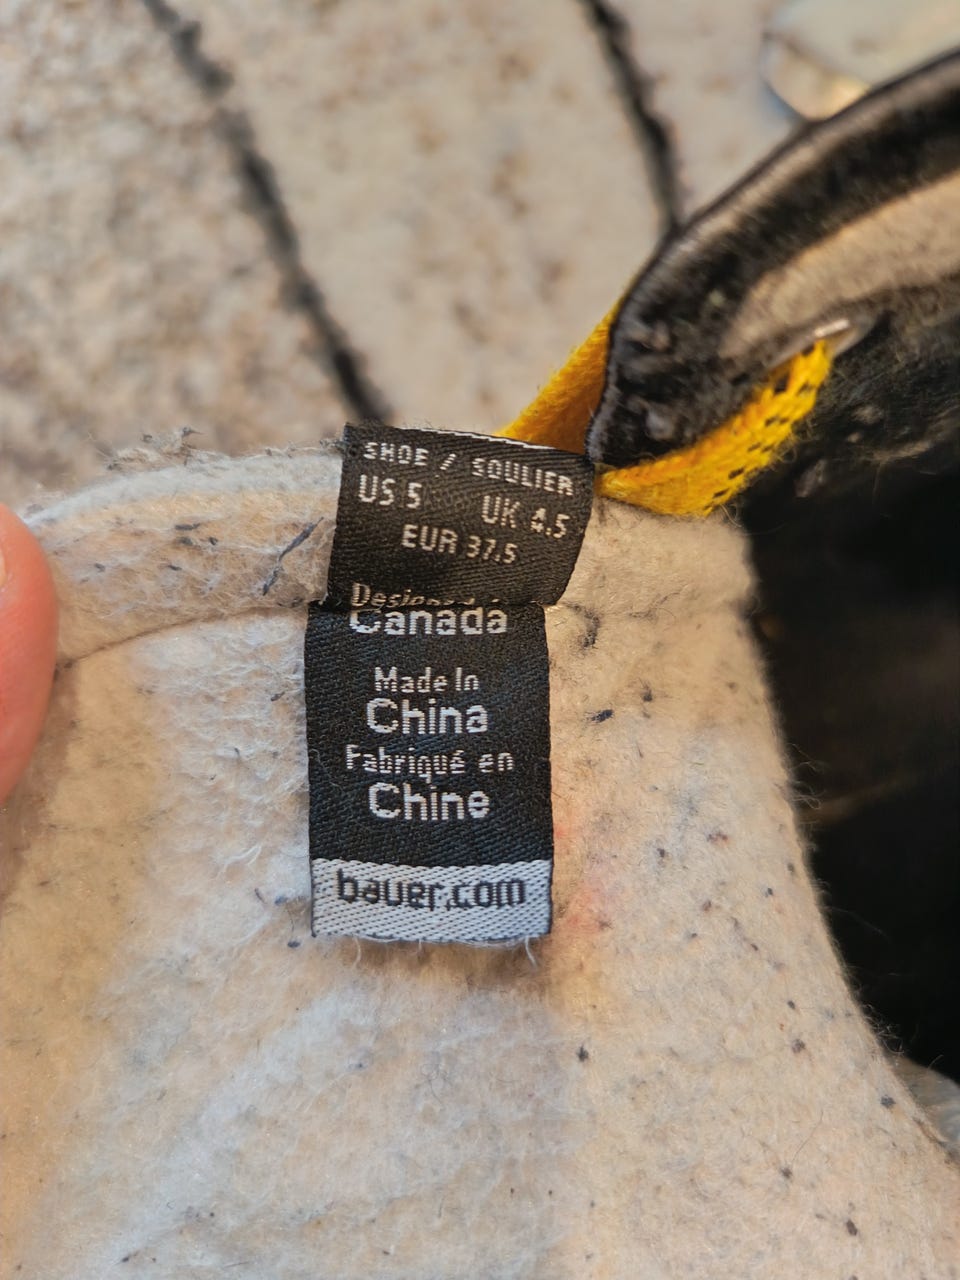 SHOE / SOULIER
US 5 UK 4.5
EUR 37.5
Canada
Made In
China
Fabriqué en
Chine
bauer.com